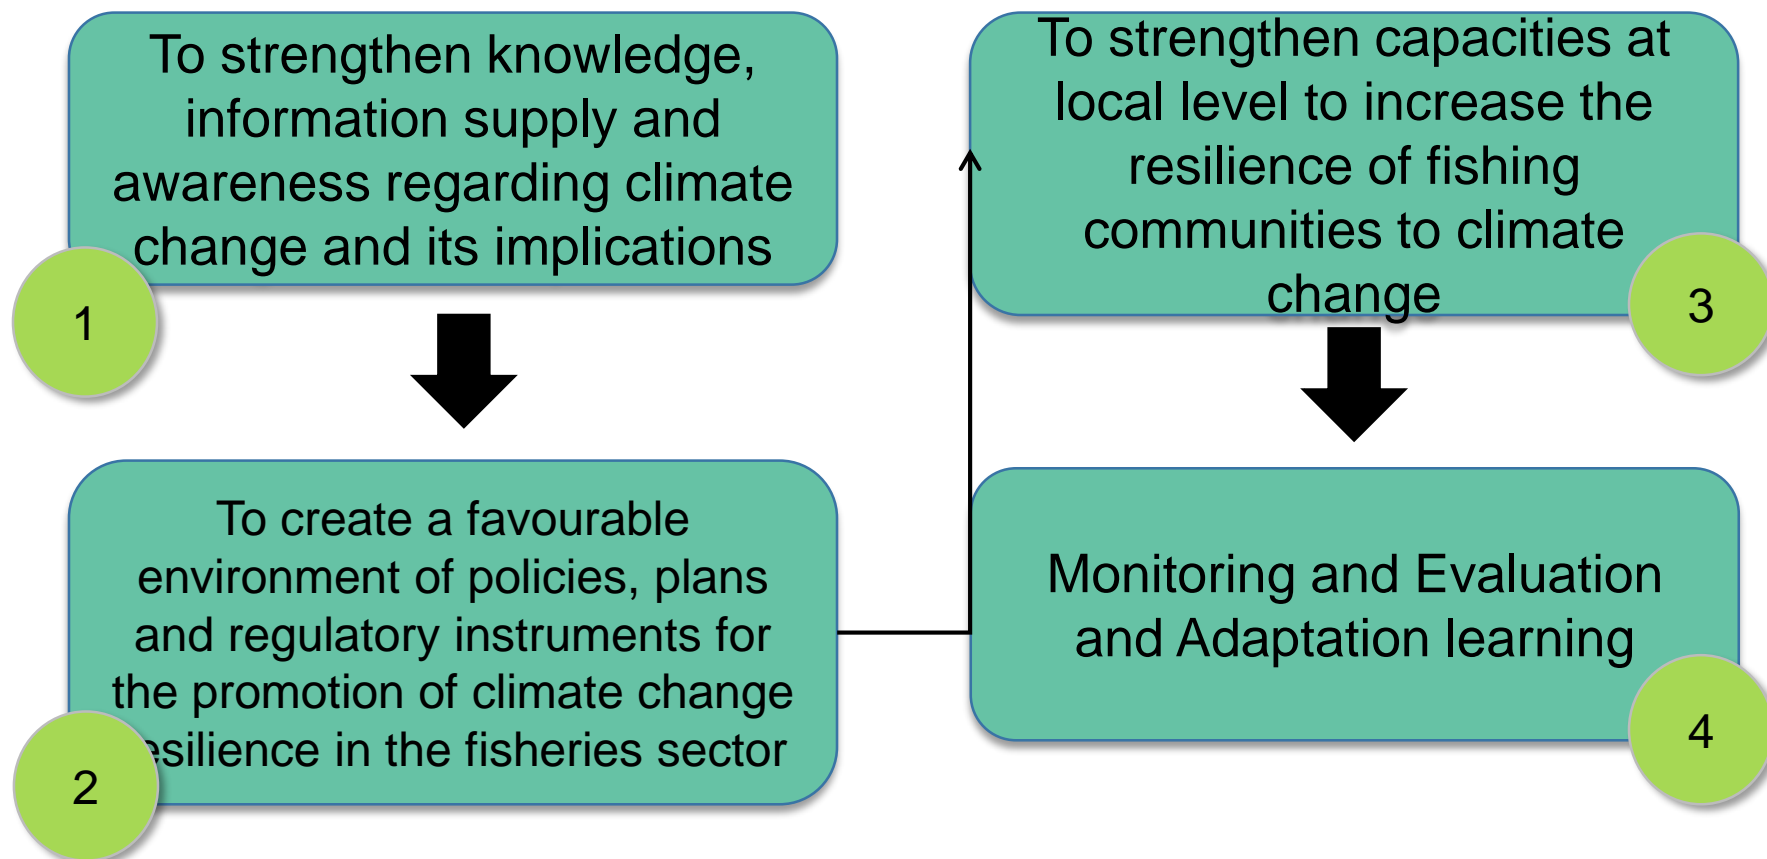 To strengthen knowledge,
information supply and
awareness regarding climate
change and its implications
1
To create a favourable
environment of policies, plans
and regulatory instruments for
the promotion of climate change
esilience in the fisheries sector
2
To strengthen capacities at
local level to increase the
resilience of fishing
communities to climate
change
3
Monitoring and Evaluation
and Adaptation learning
4